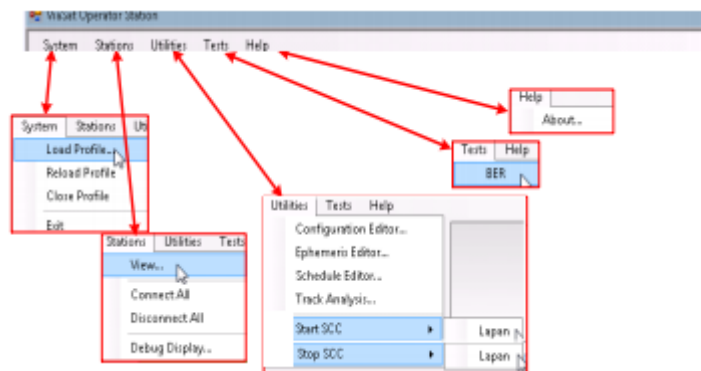 ViaSat Operator Station
System Stations Utilities Tests Help
Help
About...
System Stations Ut
Load Profile...
Reload Profile
Close Profile
Exit
Tests Help
BER
Utilities Tests Help
Configuration Editor...
Ephemeris Editor...
Schedule Editor...
Track Analysis...
Start SCC Lapan
Stop SCC Lapan
Stations Utilities Tests
View...
Connect All
Disconnect All
Debug Display...